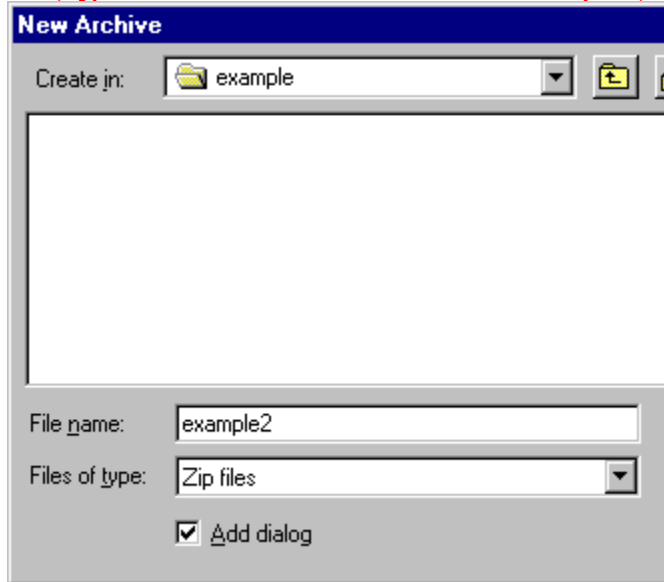 New Archive
Create in: example
File name: example2
Files of type: Zip files
Add dialog